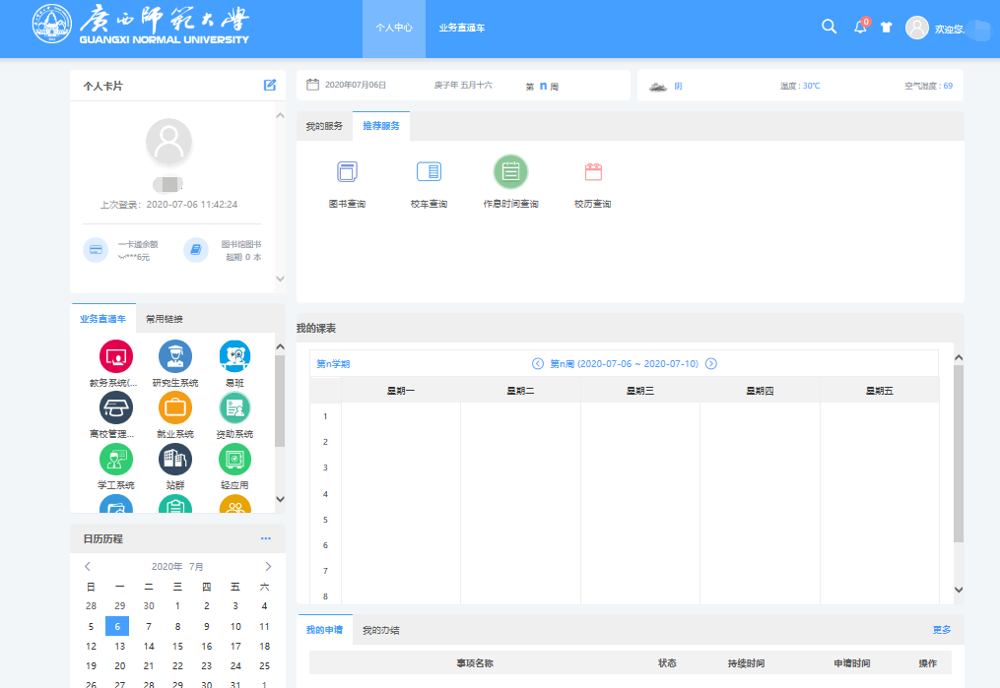 廣西師範大學
GUANGXI NORMAL UNIVERSITY
个人中心 业务直通车 0 欢迎您,
个人卡片
上次登录：2020-07-06 11:42:24
一卡通余额 图书馆图书
***6元 超期 0 本
2020年07月06日 庚子年 五月十六 第 n 周
阴 温度 : 30℃ 空气湿度 : 69
我的服务 推荐服务
图书查询 校车查询 作息时间查询 校历查询
业务直通车 常用链接
教务系统(... 研究生系统 易班
离校管理... 就业系统 资助系统
学工系统 站群 轻应用
我的课表
第n学期 第n周 (2020-07-06 ~ 2020-07-10)
星期一 星期二 星期三 星期四 星期五
1
2
3
4
5
6
7
8
日历历程 ...
2020年 7月
日 一 二 三 四 五 六
28 29 30 1 2 3 4
5 6 7 8 9 10 11
12 13 14 15 16 17 18
19 20 21 22 23 24 25
26 27 28 29 30 31 1
我的申请 我的办结 更多
事项名称 状态 持续时间 申请时间 操作